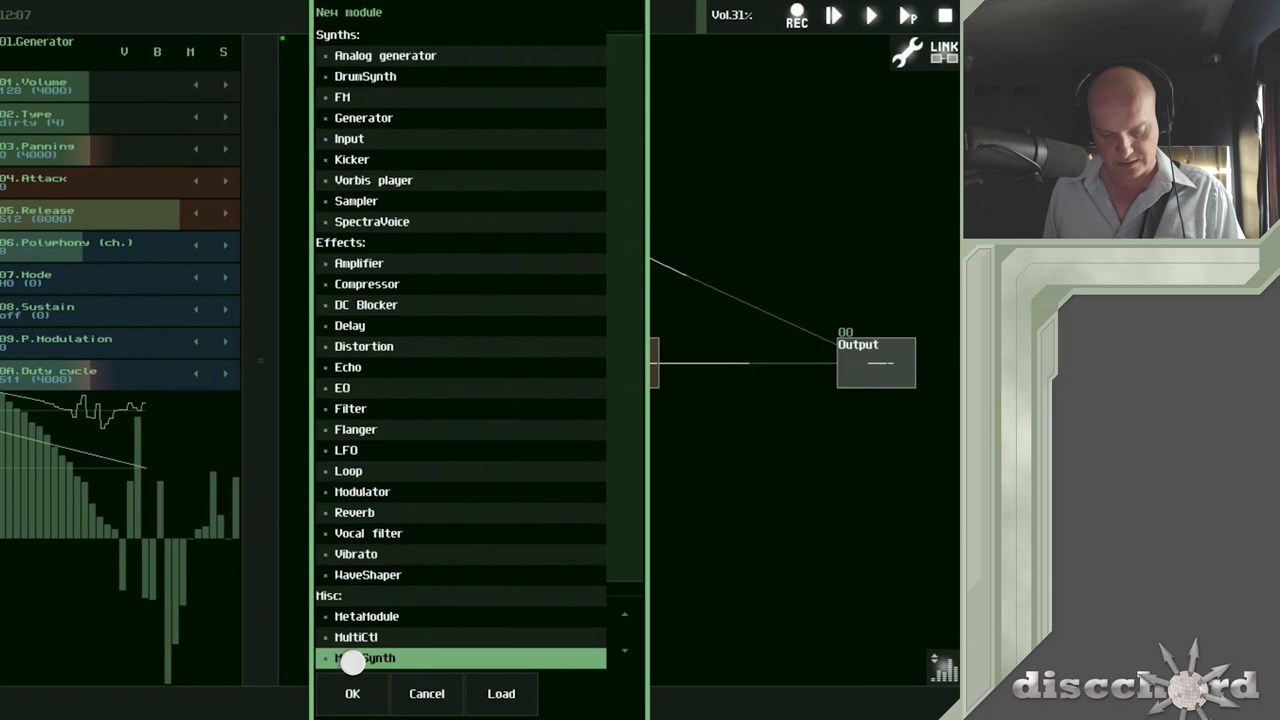 12:07
01.Generator
V B M S
01.Volume
128 (4000)
02.Type
dirty (4)
03.Panning
0 (4000)
04.Attack
0
05.Release
512 (8000)
06.Polyphony (ch.)
8
07.Mode
HQ (0)
08.Sustain
off (0)
09.P.Modulation
0
0A.Duty cycle
511 (4000)
New module
Synths:
Analog generator
DrumSynth
FM
Generator
Input
Kicker
Vorbis player
Sampler
SpectraVoice
Effects:
Amplifier
Compressor
DC Blocker
Delay
Distortion
Echo
EQ
Filter
Flanger
LFO
Loop
Modulator
Reverb
Vocal filter
Vibrato
WaveShaper
Misc:
MetaModule
MultiCtl
OK
Cancel
Load
Vol.31%
REC
P
LINK
00
Output
discchord